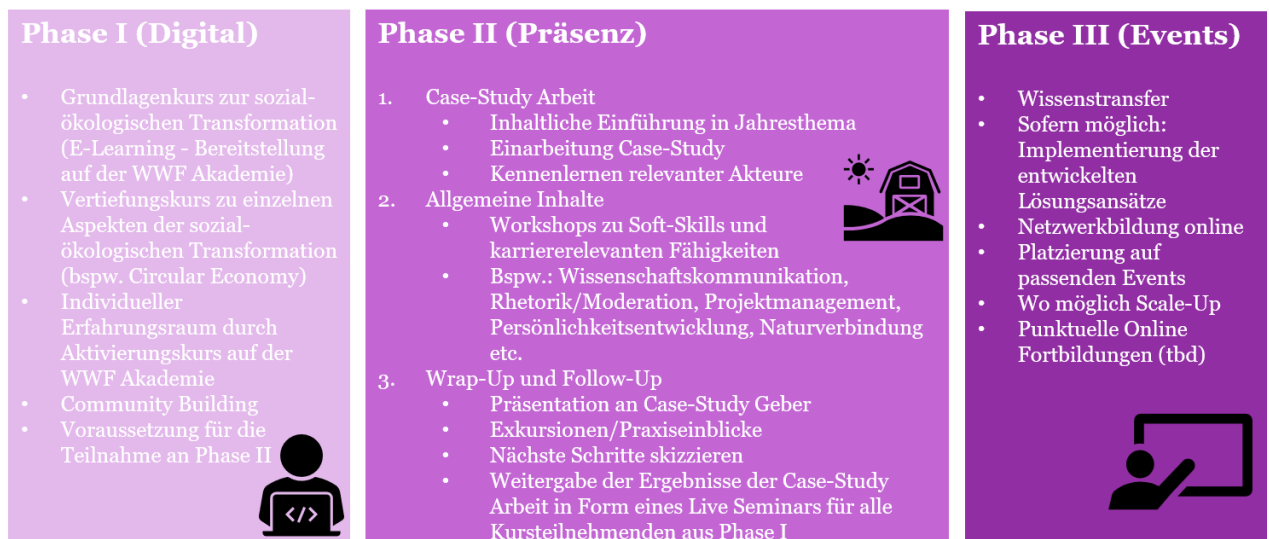 Phase I (Digital)
• Grundlagenkurs zur sozial-
ökologischen Transformation
(E-Learning - Bereitstellung
auf der WWF Akademie)
• Vertiefungskurs zu einzelnen
Aspekten der sozial-
ökologischen Transformation
(bspw. Circular Economy)
• Individueller
Erfahrungsraum durch
Aktivierungskurs auf der
WWF Akademie
• Community Building
• Voraussetzung für die
Teilnahme an Phase II
</>
Phase II (Präsenz)
1. Case-Study Arbeit
• Inhaltliche Einführung in Jahresthema
• Einarbeitung Case-Study
• Kennenlernen relevanter Akteure
2. Allgemeine Inhalte
• Workshops zu Soft-Skills und
karriererelevanten Fähigkeiten
• Bspw.: Wissenschaftskommunikation,
Rhetorik/Moderation, Projektmanagement,
Persönlichkeitsentwicklung, Naturverbindung
etc.
3. Wrap-Up und Follow-Up
• Präsentation an Case-Study Geber
• Exkursionen/Praxiseinblicke
• Nächste Schritte skizzieren
• Weitergabe der Ergebnisse der Case-Study
Arbeit in Form eines Live Seminars für alle
Kursteilnehmenden aus Phase I
Phase III (Events)
• Wissenstransfer
• Sofern möglich:
Implementierung der
entwickelten
Lösungsansätze
• Netzwerkbildung online
• Platzierung auf
passenden Events
• Wo möglich Scale-Up
• Punktuelle Online
Fortbildungen (tbd)